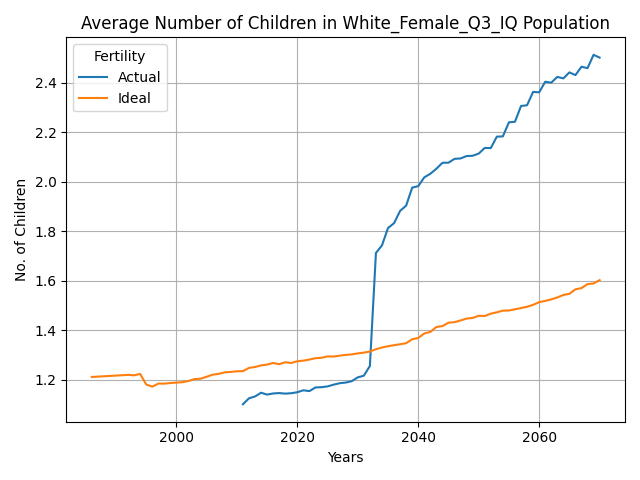 Average Number of Children in White_Female_Q3_IQ Population
Fertility
Actual
Ideal
No. of Children
2.4
2.2
2.0
1.8
1.6
1.4
1.2
2000
2020
2040
2060
Years